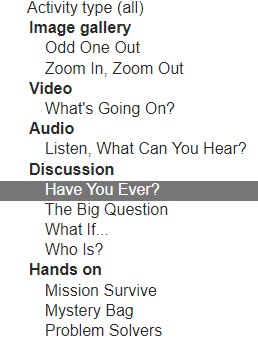 Activity type (all)
Image gallery
Odd One Out
Zoom In, Zoom Out
Video
What's Going On?
Audio
Listen, What Can You Hear?
Discussion
Have You Ever?
The Big Question
What If...
Who Is?
Hands on
Mission Survive
Mystery Bag
Problem Solvers